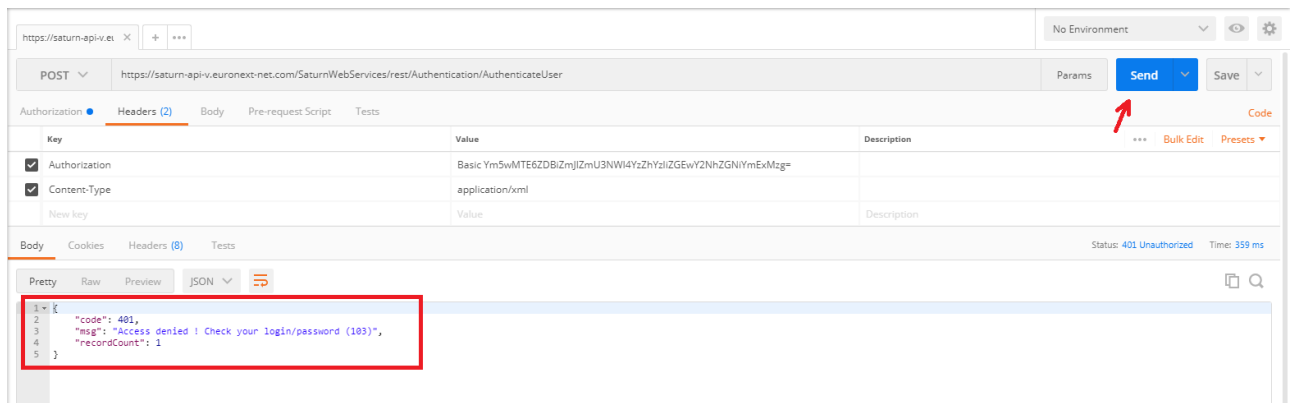 https://saturn-api-v.eu
No Environment
POST https://saturn-api-v.euronext-net.com/SaturnWebServices/rest/Authentication/AuthenticateUser Params Send Save
Authorization Headers (2) Body Pre-request Script Tests Code
Key Value Description Bulk Edit Presets
Authorization Basic Ym5wMTE6ZDBiZmJlZmU3NWI4YzZhYzliZGEwY2NhZGNiYmExMzg=
Content-Type application/xml
New key Value Description
Body Cookies Headers (8) Tests Status: 401 Unauthorized Time: 359 ms
Pretty Raw Preview JSON
1 {
2 "code": 401,
3 "msg": "Access denied ! Check your login/password (103)",
4 "recordCount": 1
5 }